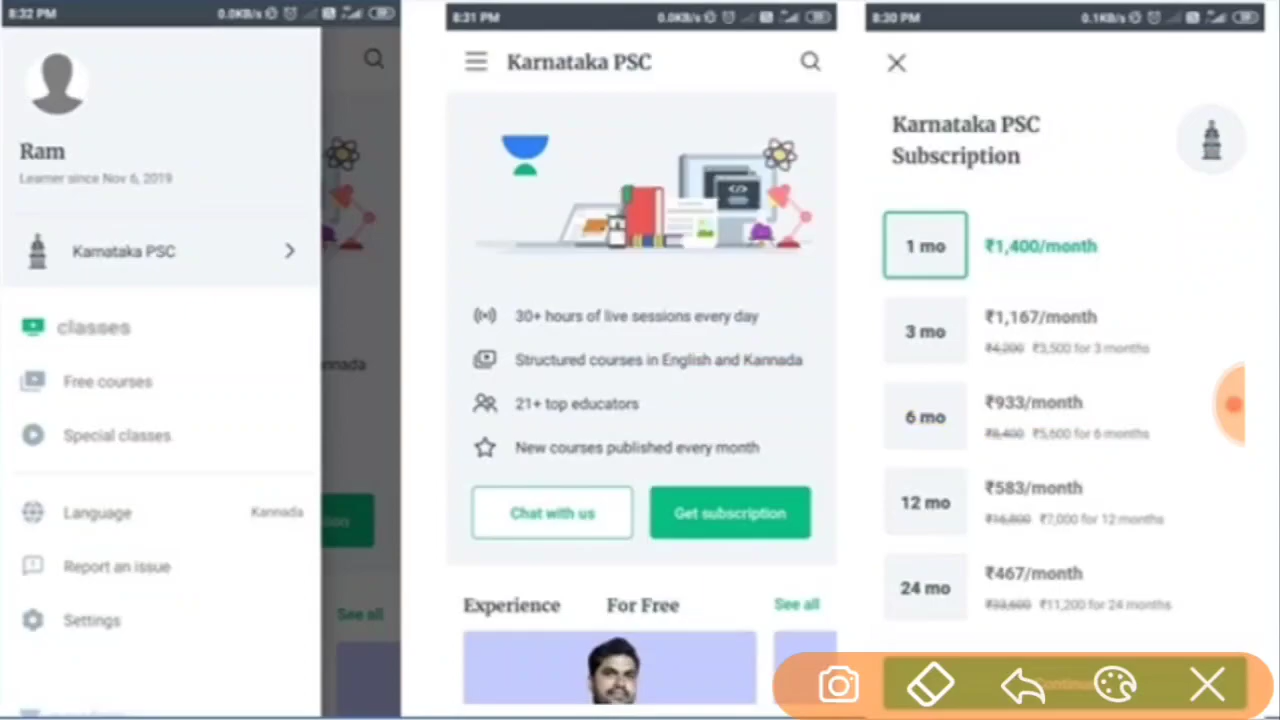 8:32 PM 0.0KB/s
Ram
Learner since Nov 6, 2019
Karnataka PSC
classes
Free courses
Special classes
Language Kannada
Report an issue
Settings
See all
8:31 PM 0.0KB/s
Karnataka PSC
30+ hours of live sessions every day
Structured courses in English and Kannada
21+ top educators
New courses published every month
Chat with us Get subscription
Experience For Free See all
8:30 PM 0.1KB/s
Karnataka PSC
Subscription
1 mo ₹1,400/month
3 mo ₹1,167/month
₹4,200 ₹3,500 for 3 months
6 mo ₹933/month
₹8,400 ₹5,600 for 6 months
12 mo ₹583/month
₹16,800 ₹7,000 for 12 months
24 mo ₹467/month
₹33,600 ₹11,200 for 24 months